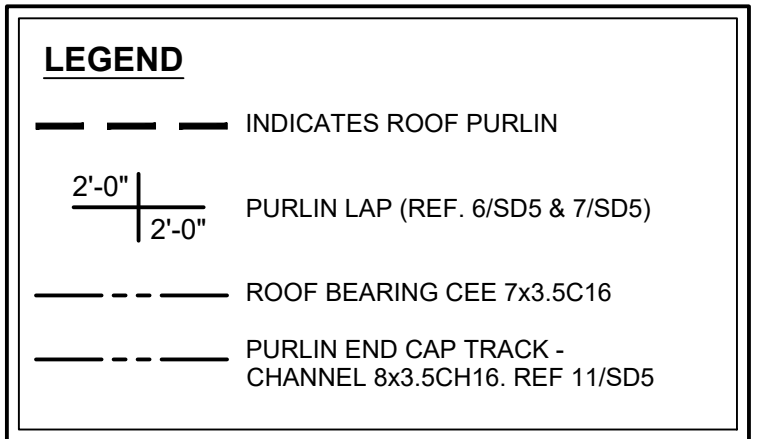 LEGEND
INDICATES ROOF PURLIN
2'-0"
2'-0"
PURLIN LAP (REF. 6/SD5 & 7/SD5)
ROOF BEARING CEE 7x3.5C16
PURLIN END CAP TRACK -
CHANNEL 8x3.5CH16. REF 11/SD5